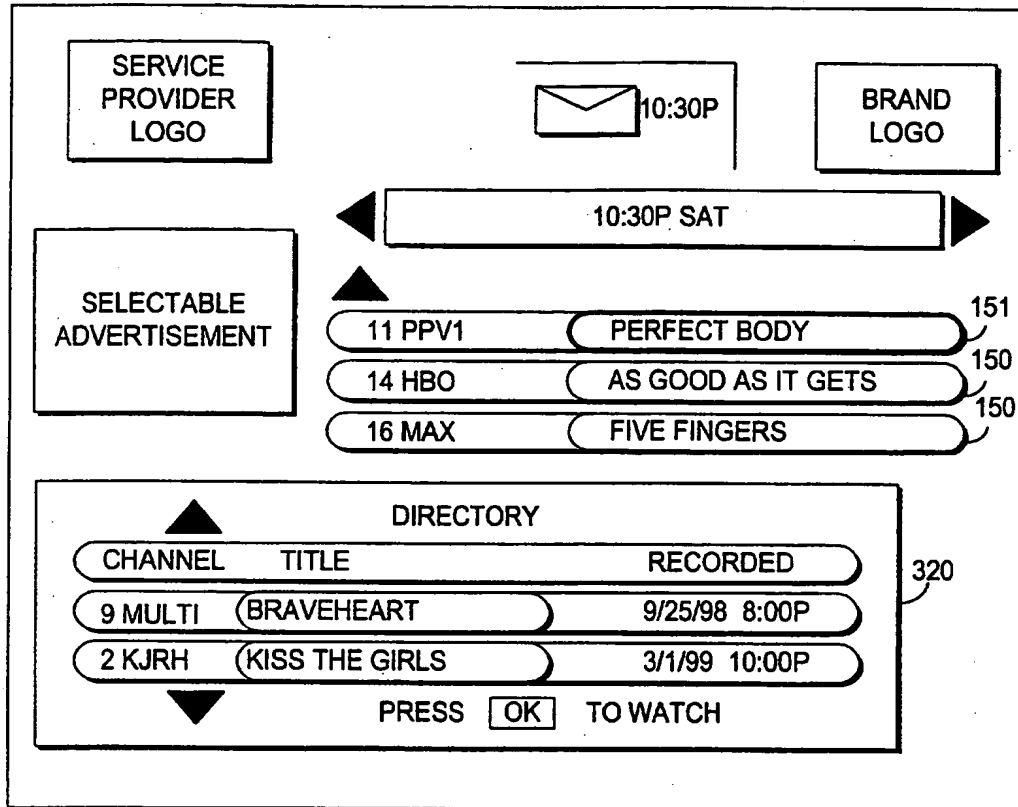 SERVICE
PROVIDER
LOGO
10:30P
BRAND
LOGO
10:30P SAT
SELECTABLE
ADVERTISEMENT
11 PPV1 PERFECT BODY 151
14 HBO AS GOOD AS IT GETS 150
16 MAX FIVE FINGERS 150
DIRECTORY
CHANNEL TITLE RECORDED
320
9 MULTI BRAVEHEART 9/25/98 8:00P
2 KJRH KISS THE GIRLS 3/1/99 10:00P
PRESS OK TO WATCH